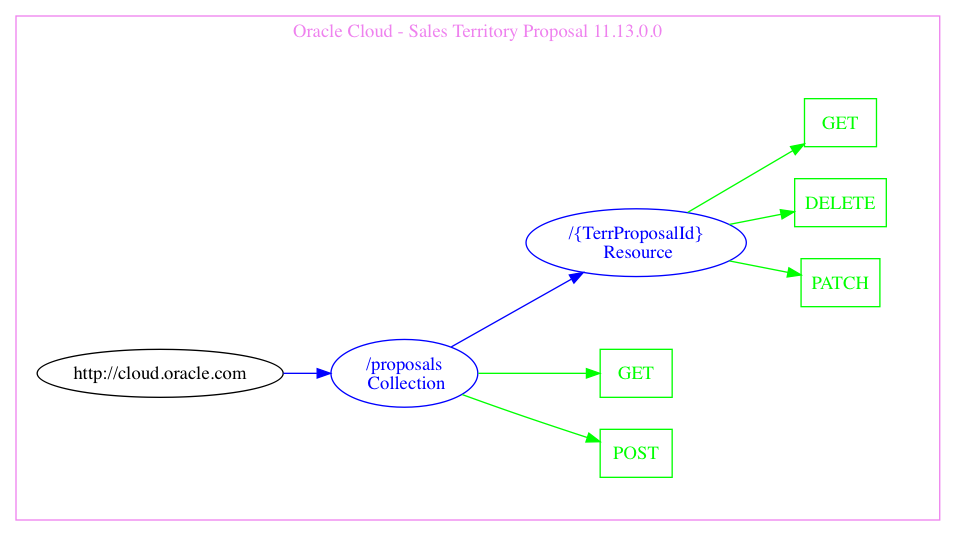 Oracle Cloud - Sales Territory Proposal 11.13.0.0
GET
DELETE
/{TerrProposalId}
Resource
PATCH
http://cloud.oracle.com
/proposals
Collection
GET
POST